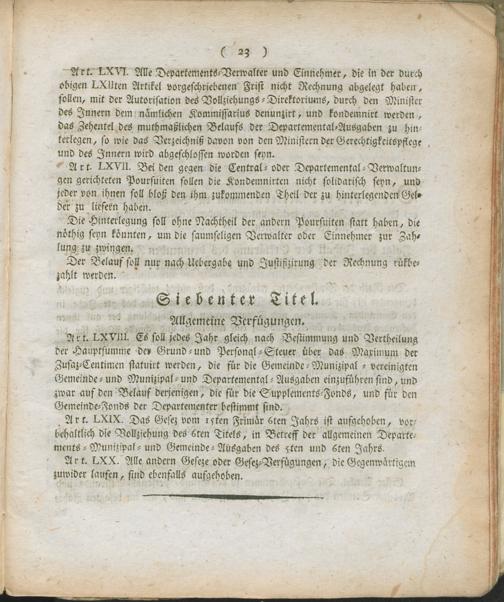 ( 23 )
Art. LXVI. Alle Departements-Verwalter und Einnehmer, die in der durch
obigen LXIIten Artikel vorgeschriebenen Frist nicht Rechnung abgelegt haben,
sollen, mit der Autorisation des Vollziehungs-Direktoriums, durch den Minister
des Innern dem nämlichen Kommissarius denunzirt, und kondemnirt werden,
das Zehentel des muthmaßlichen Belaufs der Departemental-Ausgaben zu hin-
terlegen, so wie das Verzeichniß davon von den Ministern der Gerechtigkeitspflege
und des Innern wird abgeschlossen worden seyn.
Art. LXVII. Bei den gegen die Central- oder Departemental-Verwaltun-
gen gerichteten Poursuiten sollen die Kondemnirten nicht solidarisch seyn, und
jeder von ihnen soll bloß den ihm zukommenden Theil der zu hinterlegenden Gel-
der zu liefern haben.
Die Hinterlegung soll ohne Nachtheil der andern Poursuiten statt haben, die
nöthig seyn könnten, um die saumseligen Verwalter oder Einnehmer zur Zah-
lung zu zwingen.
Der Belauf soll nur nach Uebergabe und Justifizirung der Rechnung rükbe-
zahlt werden.
Siebenter Titel.
Allgemeine Verfügungen.
Art. LXVIII. Es soll jedes Jahr gleich nach Bestimmung und Vertheilung
der Hauptsumme der Grund- und Personal-Steuer über das Maximum der
Zusaz-Centimen statuirt werden, die für die Gemeinde-Munizipal-vereinigten
Gemeinde- und Munizipal- und Departemental-Ausgaben einzuführen sind, und
zwar auf den Belauf derjenigen, die für die Supplements-Fonds, und für den
Gemeinde-Fonds der Departementer bestimmt sind.
Art. LXIX. Das Gesez vom 15ten Frimär 6ten Jahrs ist aufgehoben, vor-
behaltlich die Vollziehung des 6ten Titels, in Betreff der allgemeinen Departe-
ments-Munizipal- und Gemeinde-Ausgaben des 5ten und 6ten Jahrs.
Art. LXX. Alle andern Geseze oder Gesez-Verfügungen, die Gegenwärtigem
zuwider laufen, sind ebenfalls aufgehoben.